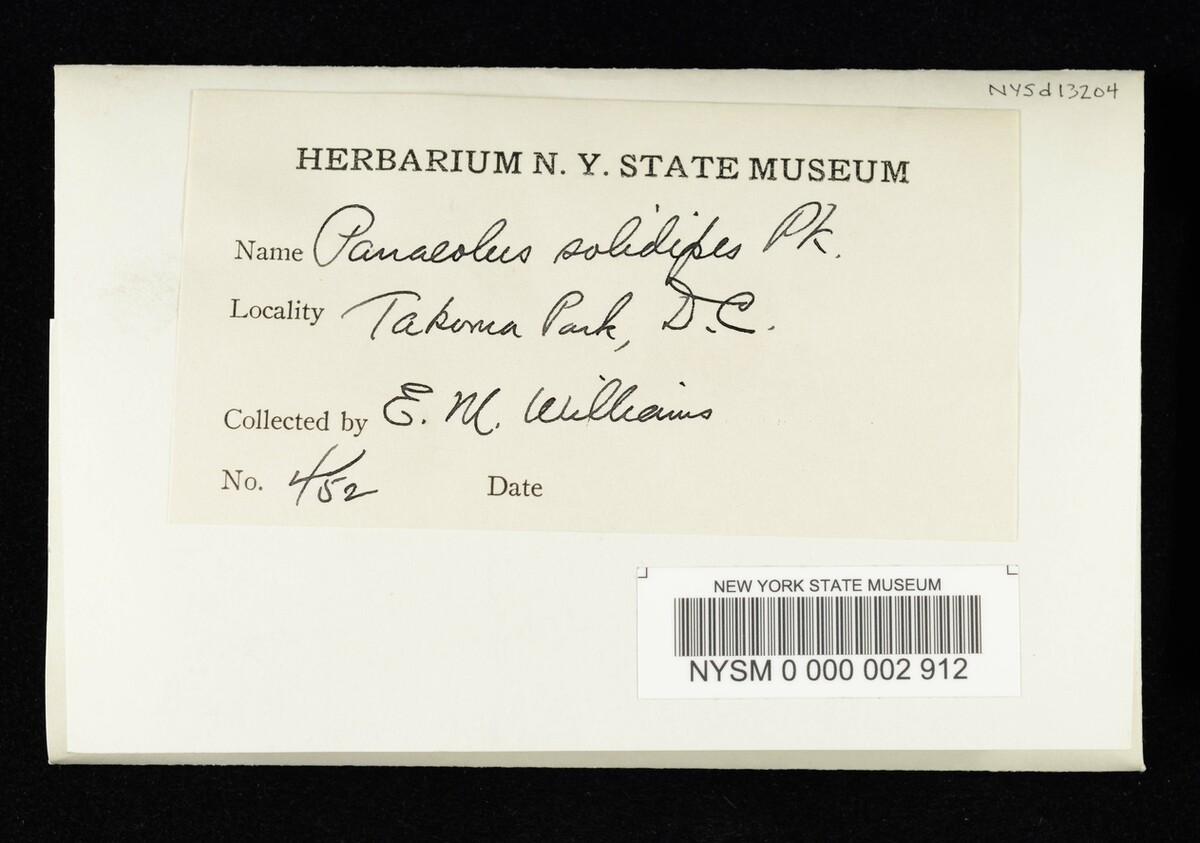 NYSd13204
HERBARIUM N. Y. STATE MUSEUM
Name Panaeolus solidipes Pk.
Locality Takoma Park, D.C.
Collected by E. M. Williams
No. 452 Date
NEW YORK STATE MUSEUM
NYSM 0 000 002 912